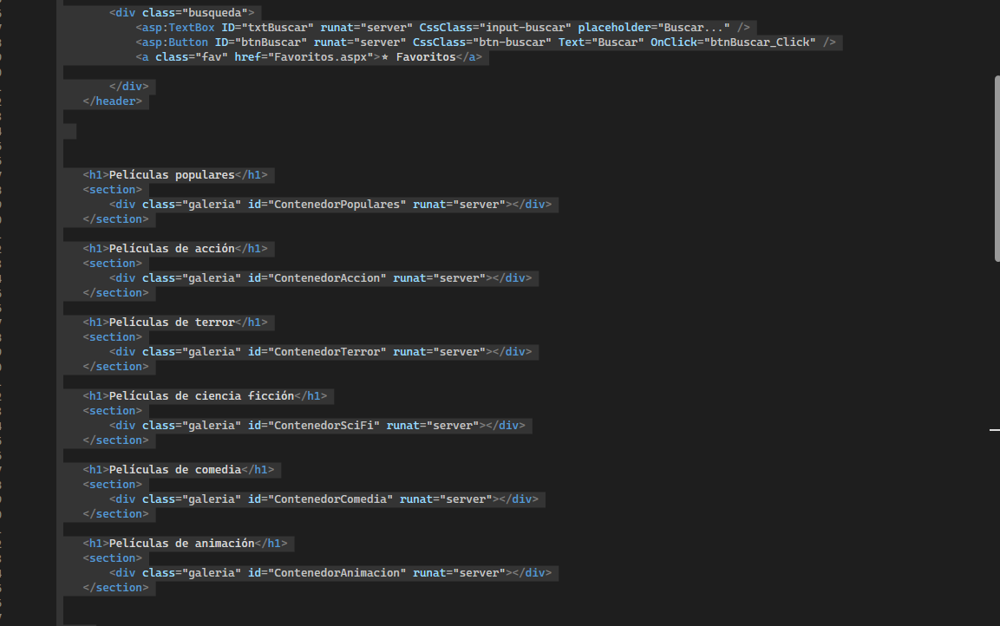 <div class="busqueda">
<asp:TextBox ID="txtBuscar" runat="server" CssClass="input-buscar" placeholder="Buscar..." />
<asp:Button ID="btnBuscar" runat="server" CssClass="btn-buscar" Text="Buscar" OnClick="btnBuscar_Click" />
<a class="fav" href="Favoritos.aspx">★ Favoritos</a>
</div>
</header>
<h1>Películas populares</h1>
<section>
<div class="galeria" id="ContenedorPopulares" runat="server"></div>
</section>
<h1>Películas de acción</h1>
<section>
<div class="galeria" id="ContenedorAccion" runat="server"></div>
</section>
<h1>Películas de terror</h1>
<section>
<div class="galeria" id="ContenedorTerror" runat="server"></div>
</section>
<h1>Películas de ciencia ficción</h1>
<section>
<div class="galeria" id="ContenedorSciFi" runat="server"></div>
</section>
<h1>Películas de comedia</h1>
<section>
<div class="galeria" id="ContenedorComedia" runat="server"></div>
</section>
<h1>Películas de animación</h1>
<section>
<div class="galeria" id="ContenedorAnimacion" runat="server"></div>
</section>